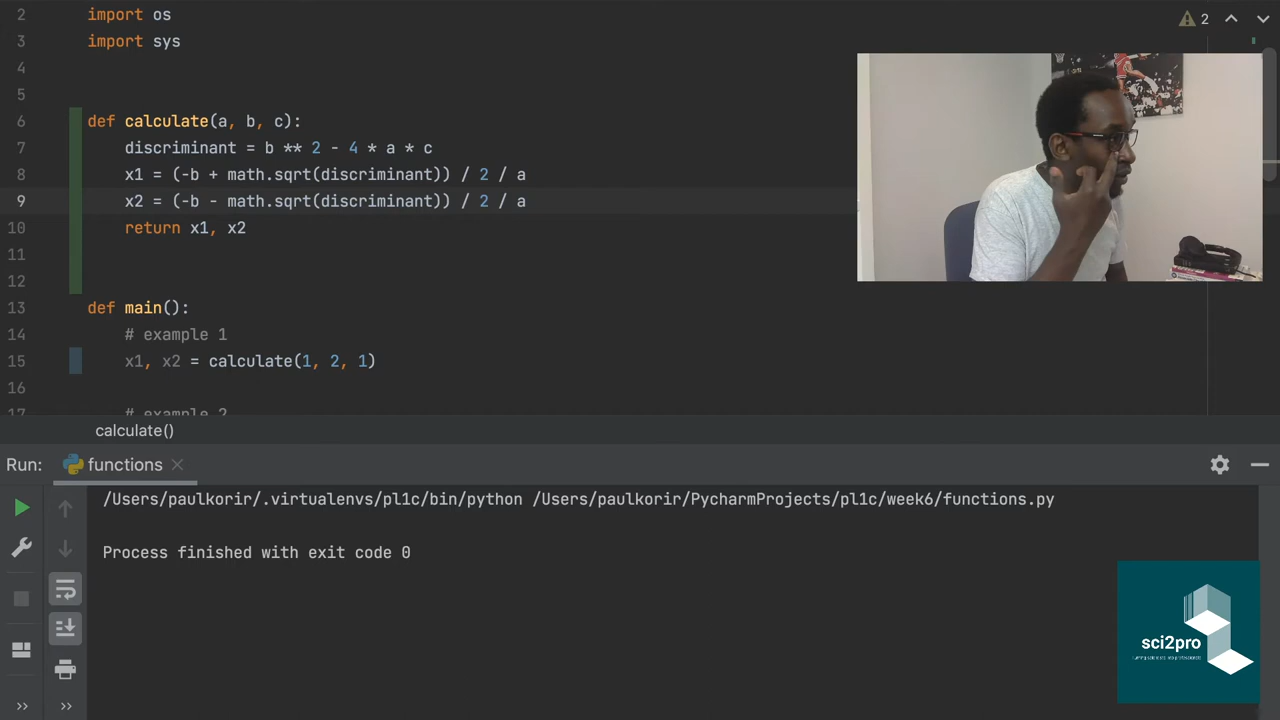 2 import os
3 import sys
4
5
6 def calculate(a, b, c):
7 discriminant = b ** 2 - 4 * a * c
8 x1 = (-b + math.sqrt(discriminant)) / 2 / a
9 x2 = (-b - math.sqrt(discriminant)) / 2 / a
10 return x1, x2
11
12
13 def main():
14 # example 1
15 x1, x2 = calculate(1, 2, 1)
16
17 # example 2
2
calculate()
Run: functions
/Users/paulkorir/.virtualenvs/pl1c/bin/python /Users/paulkorir/PycharmProjects/pl1c/week6/functions.py
Process finished with exit code 0
sci2pro